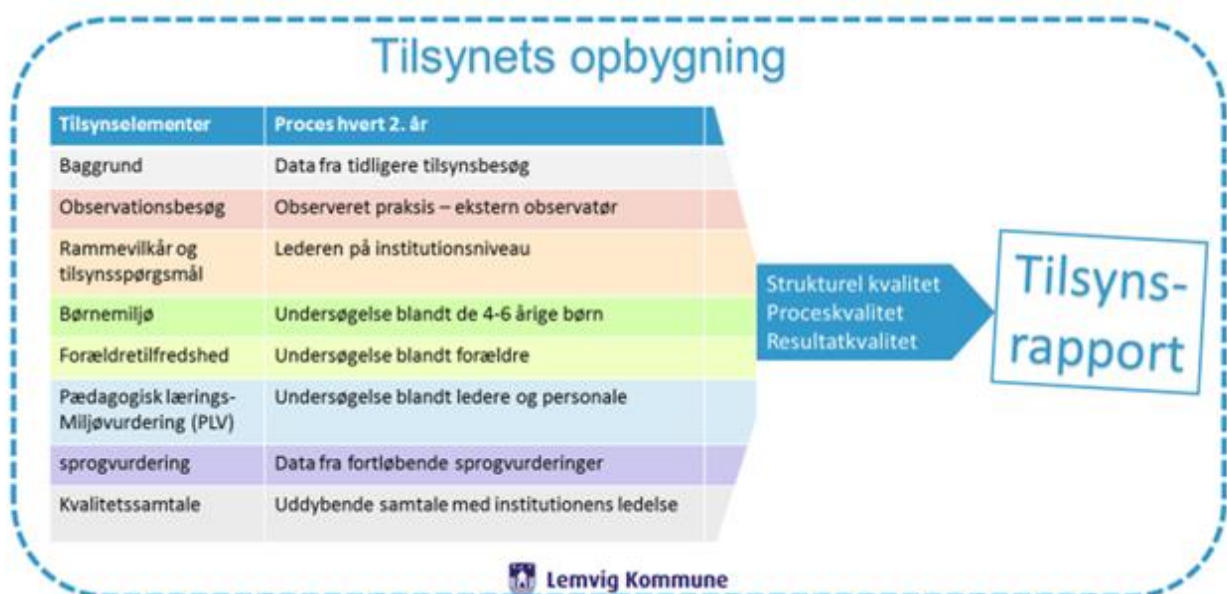 Tilsynets opbygning
Tilsynselementer Proces hvert 2. år
Baggrund Data fra tidligere tilsynsbesøg
Observationsbesøg Observeret praksis – ekstern observatør
Rammevilkår og
tilsynsspørgsmål
Lederen på institutionsniveau
Børnemiljø Undersøgelse blandt de 4-6 årige børn
Forældretilfredshed Undersøgelse blandt forældre
Pædagogisk lærings-
Miljøvurdering (PLV)
Undersøgelse blandt ledere og personale
sprogvurdering Data fra fortløbende sprogvurderinger
Kvalitetssamtale Uddybende samtale med institutionens ledelse
Strukturel kvalitet
Proceskvalitet
Resultatkvalitet
Tilsyns-
rapport
Lemvig Kommune